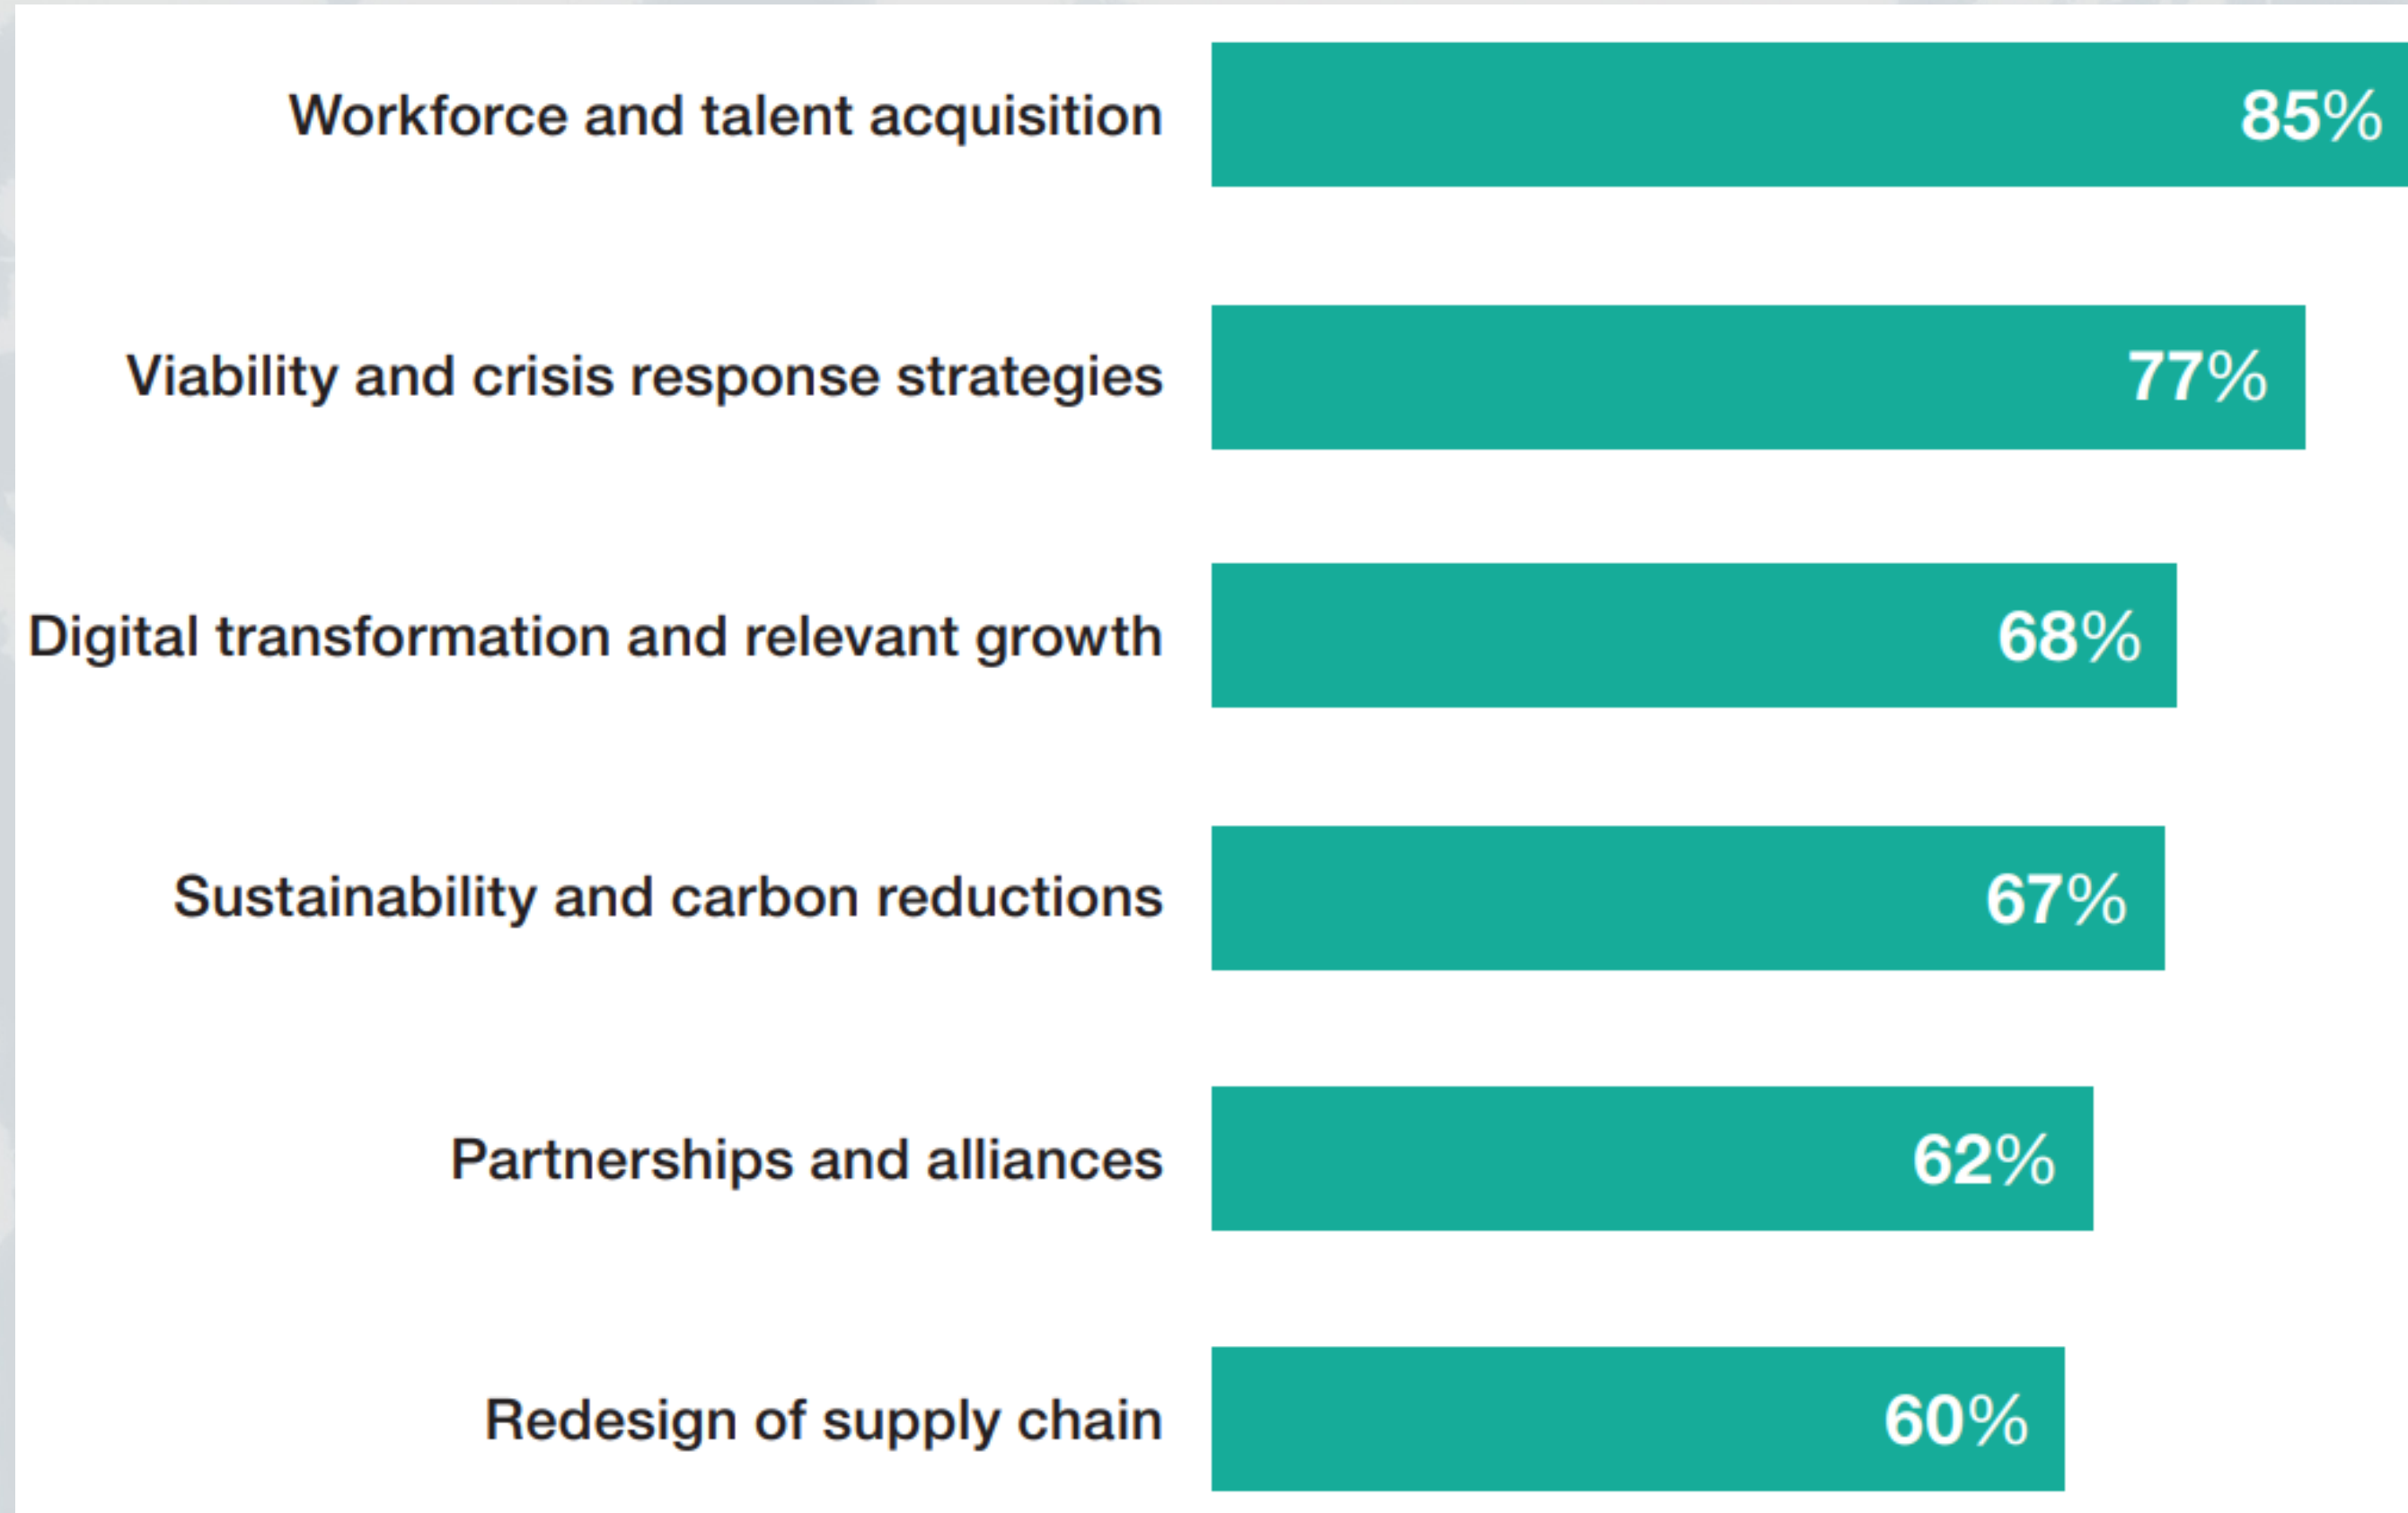 Workforce and talent acquisition 85%
Viability and crisis response strategies 77%
Digital transformation and relevant growth 68%
Sustainability and carbon reductions 67%
Partnerships and alliances 62%
Redesign of supply chain 60%